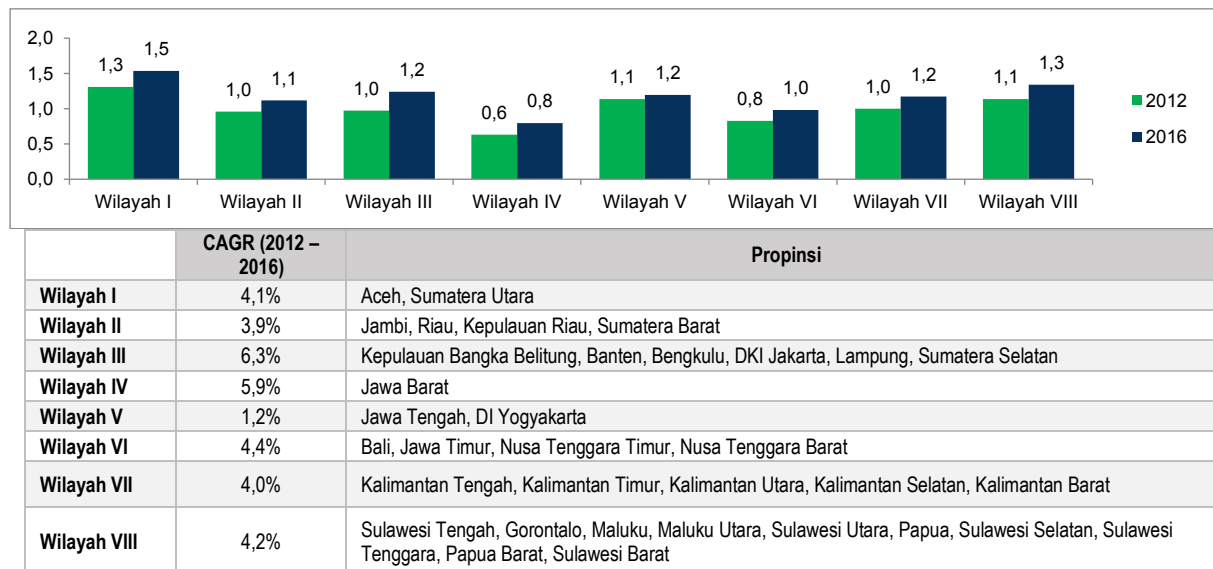 2,0
1,5
1,0
0,5
0,0
1,3 1,5
1,0 1,1
1,0 1,2
0,6 0,8
1,1 1,2
0,8 1,0
1,0 1,2
1,1 1,3
Wilayah I Wilayah II Wilayah III Wilayah IV Wilayah V Wilayah VI Wilayah VII Wilayah VIII
2012
2016
CAGR (2012 –
2016) Propinsi
Wilayah I 4,1% Aceh, Sumatera Utara
Wilayah II 3,9% Jambi, Riau, Kepulauan Riau, Sumatera Barat
Wilayah III 6,3% Kepulauan Bangka Belitung, Banten, Bengkulu, DKI Jakarta, Lampung, Sumatera Selatan
Wilayah IV 5,9% Jawa Barat
Wilayah V 1,2% Jawa Tengah, DI Yogyakarta
Wilayah VI 4,4% Bali, Jawa Timur, Nusa Tenggara Timur, Nusa Tenggara Barat
Wilayah VII 4,0% Kalimantan Tengah, Kalimantan Timur, Kalimantan Utara, Kalimantan Selatan, Kalimantan Barat
Wilayah VIII 4,2% Sulawesi Tengah, Gorontalo, Maluku, Maluku Utara, Sulawesi Utara, Papua, Sulawesi Selatan, Sulawesi
Tenggara, Papua Barat, Sulawesi Barat